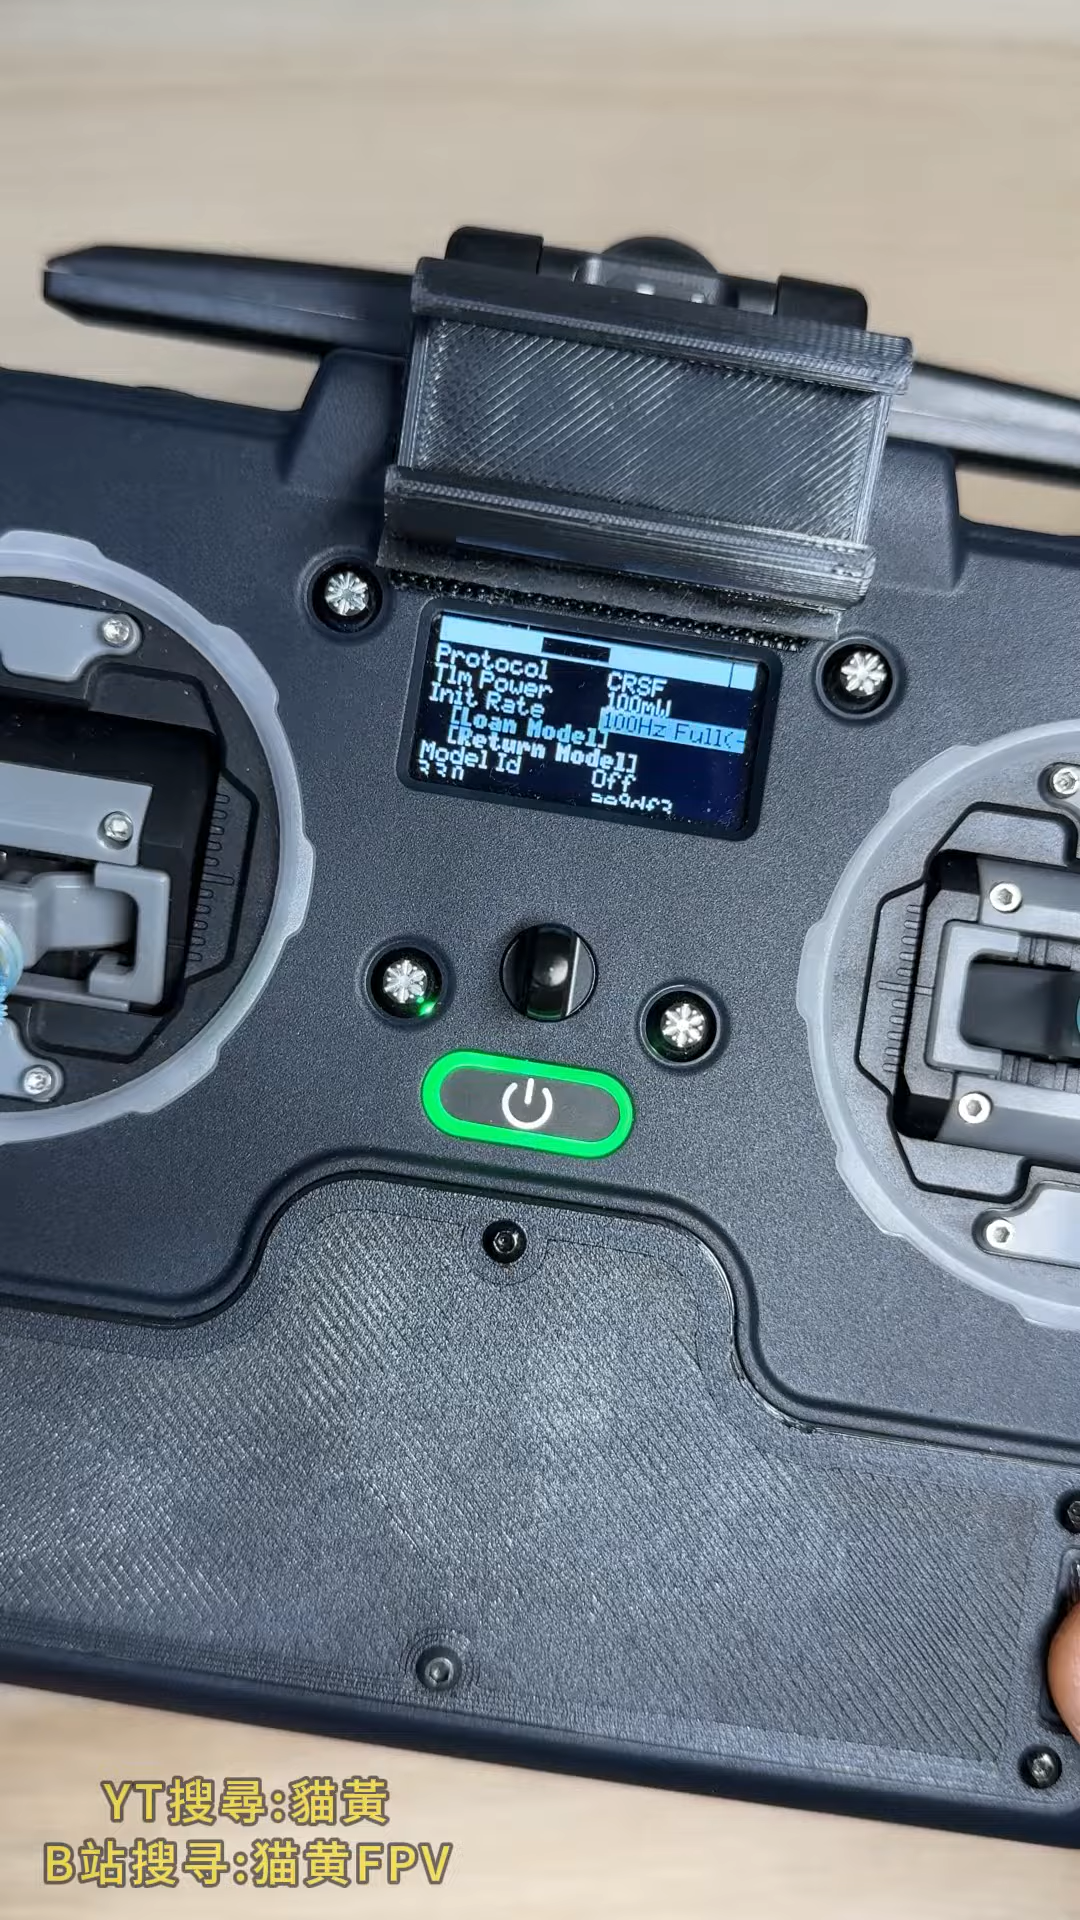 Protocol CRSF
Tlm Power 100mW
Init Rate 100Hz Full(-
[Loan Model]
[Return Model]
Model Id Off
YT搜尋:貓黃
B站搜寻:猫黄FPV